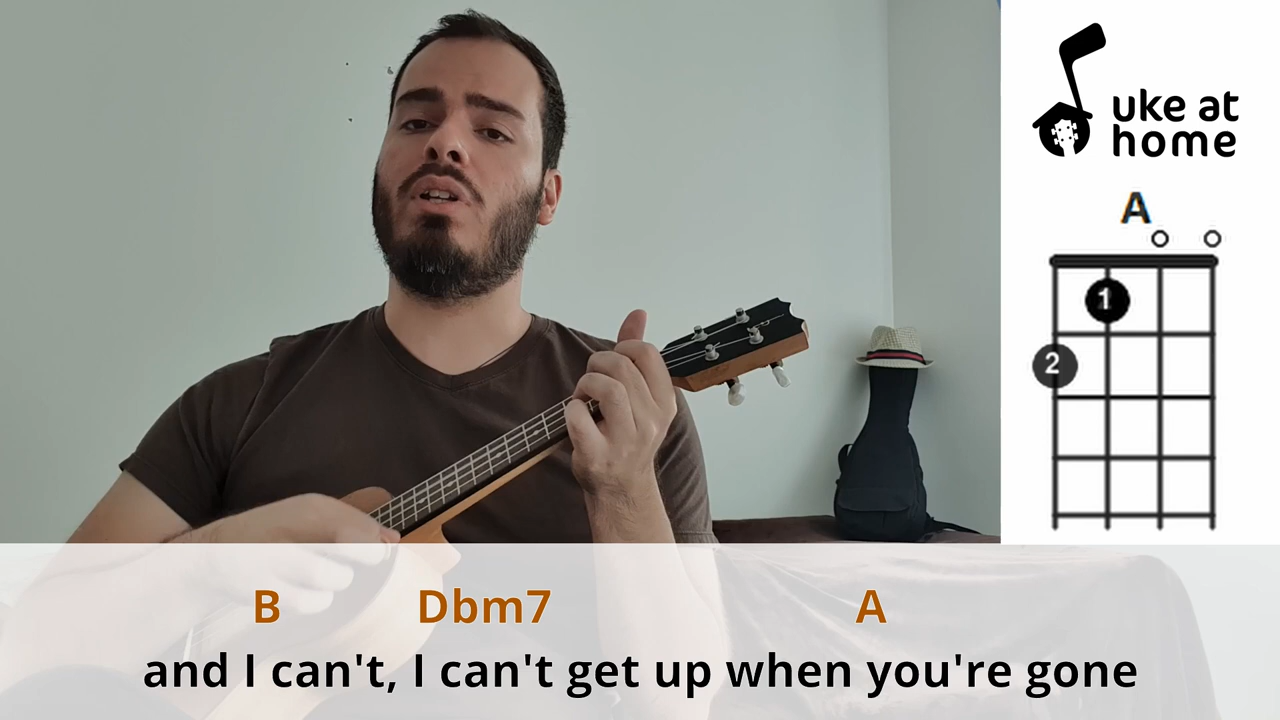 uke at
home
A
1
2
B Dbm7 A
and I can't, I can't get up when you're gone